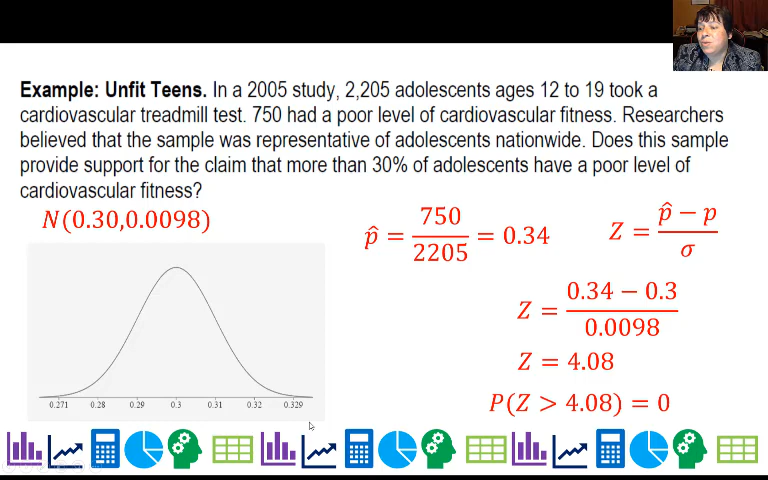 Example: Unfit Teens. In a 2005 study, 2,205 adolescents ages 12 to 19 took a
cardiovascular treadmill test. 750 had a poor level of cardiovascular fitness. Researchers
believed that the sample was representative of adolescents nationwide. Does this sample
provide support for the claim that more than 30% of adolescents have a poor level of
cardiovascular fitness?
N(0.30,0.0098)
p̂ = 750/2205 = 0.34
Z = (p̂ − p)/σ
Z = (0.34 − 0.3)/0.0098
Z = 4.08
P(Z > 4.08) = 0
0.271 0.28 0.29 0.3 0.31 0.32 0.329